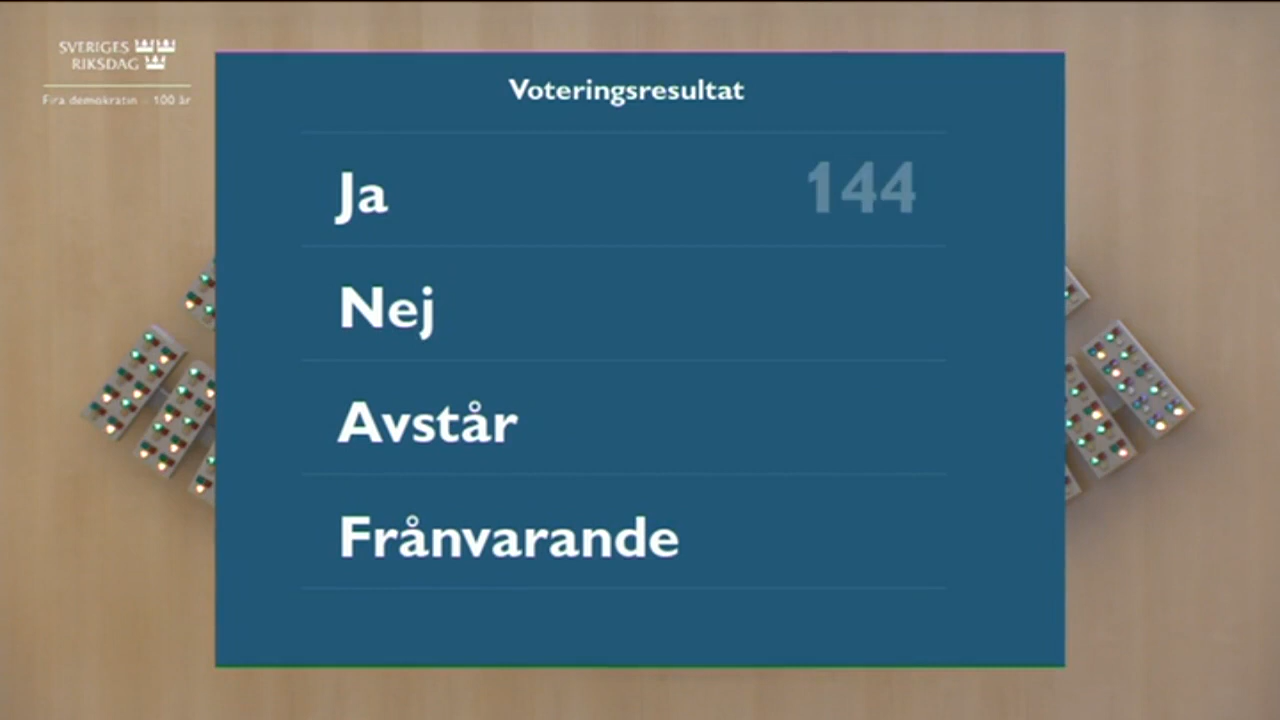 SVERIGES
RIKSDAG
Fira demokratin - 100 år
Voteringsresultat
Ja 144
Nej
Avstår
Frånvarande